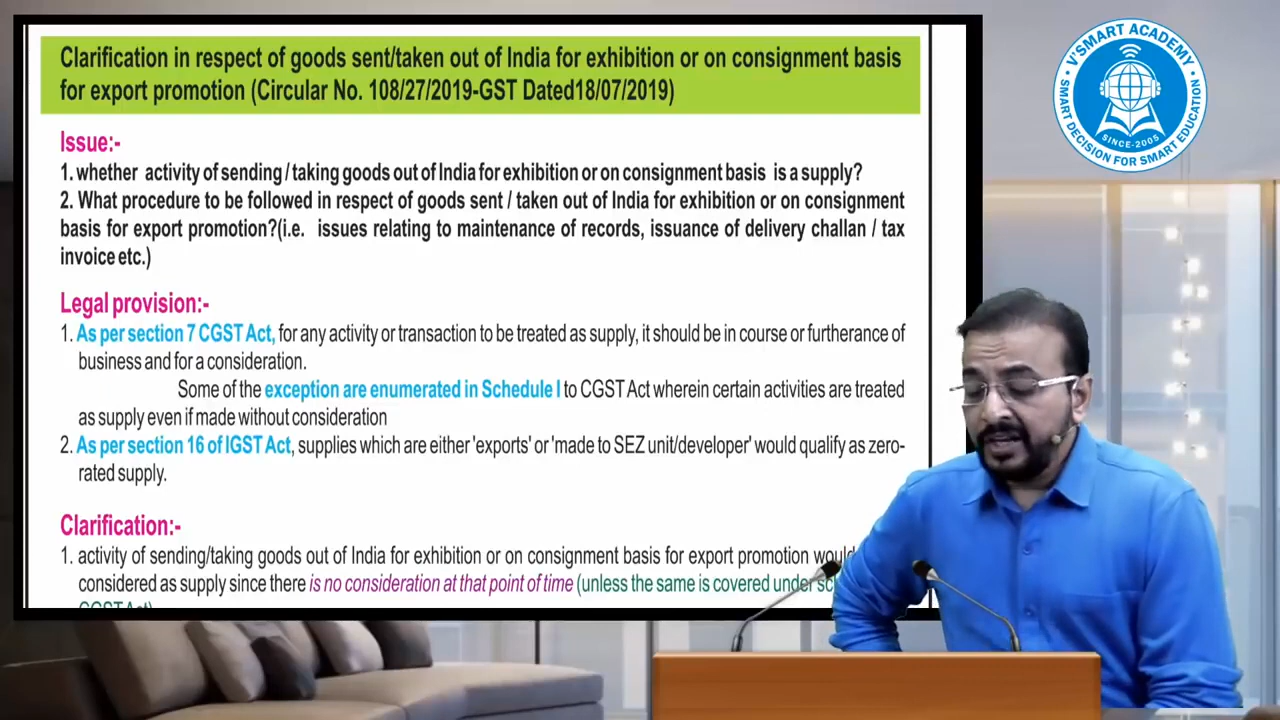 Clarification in respect of goods sent/taken out of India for exhibition or on consignment basis
for export promotion (Circular No. 108/27/2019-GST Dated18/07/2019)
Issue:-
1. whether activity of sending / taking goods out of India for exhibition or on consignment basis is a supply?
2. What procedure to be followed in respect of goods sent / taken out of India for exhibition or on consignment
basis for export promotion?(i.e. issues relating to maintenance of records, issuance of delivery challan / tax
invoice etc.)
Legal provision:-
1. As per section 7 CGST Act, for any activity or transaction to be treated as supply, it should be in course or furtherance of
business and for a consideration.
Some of the exception are enumerated in Schedule I to CGST Act wherein certain activities are treated
as supply even if made without consideration
2. As per section 16 of IGST Act, supplies which are either 'exports' or 'made to SEZ unit/developer' would qualify as zero-
rated supply.
Clarification:-
1. activity of sending/taking goods out of India for exhibition or on consignment basis for export promotion
considered as supply since there is no consideration at that point of time (unless the same is covered under
CGST Act)
V'SMART ACADEMY
SINCE-2005
SMART DECISION FOR SMART EDUCATION